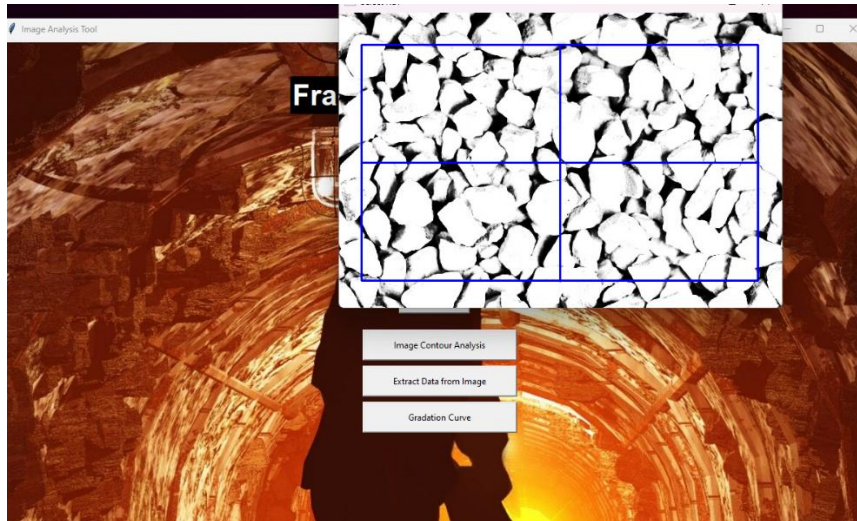 Image Analysis Tool
Fra
Image Contour Analysis
Extract Data from Image
Gradation Curve